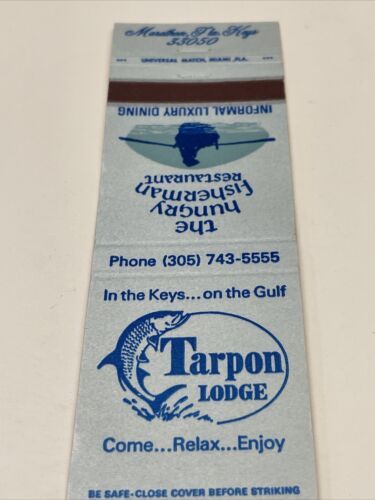 Marathon, Fla. Keys
33050
UNIVERSAL MATCH, MIAMI, FLA.
INFORMAL LUXURY DINING
the
hungry
fisherman
RESTAURANT
Phone (305) 743-5555
In the Keys...on the Gulf
Tarpon
LODGE
Come...Relax...Enjoy
BE SAFE-CLOSE COVER BEFORE STRIKING